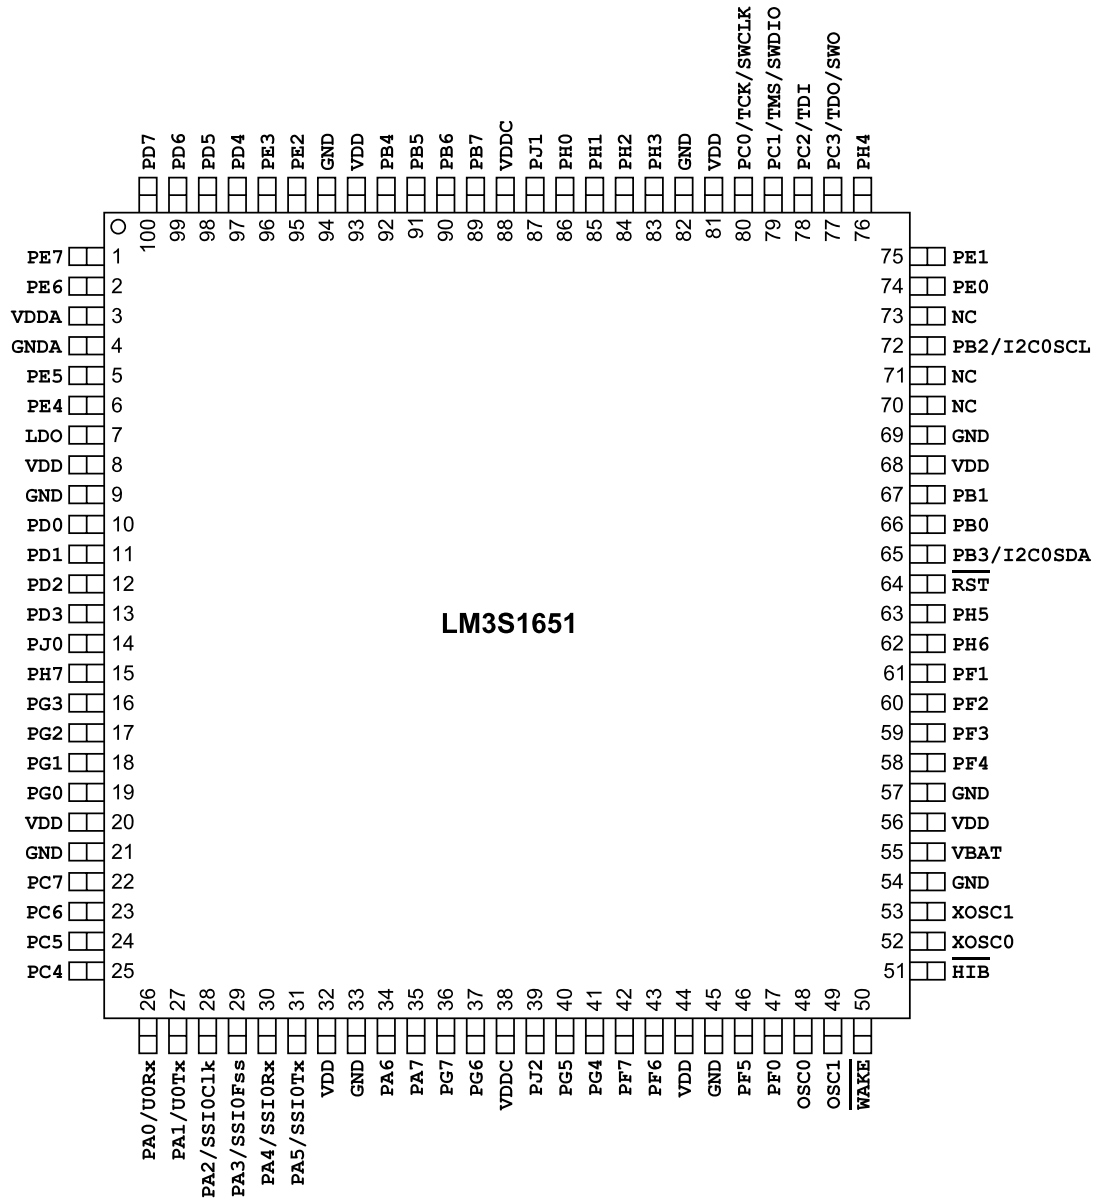 PD7
PD6
PD5
PD4
PE3
PE2
GND
VDD
PB4
PB5
PB6
PB7
VDDC
PJ1
PH0
PH1
PH2
PH3
GND
VDD
PC0/TCK/SWCLK
PC1/TMS/SWDIO
PC2/TDI
PC3/TDO/SWO
PH4
100
99
98
97
96
95
94
93
92
91
90
89
88
87
86
85
84
83
82
81
80
79
78
77
76
PE7 1
PE6 2
VDDA 3
GNDA 4
PE5 5
PE4 6
LDO 7
VDD 8
GND 9
PD0 10
PD1 11
PD2 12
PD3 13
PJ0 14
PH7 15
PG3 16
PG2 17
PG1 18
PG0 19
VDD 20
GND 21
PC7 22
PC6 23
PC5 24
PC4 25
LM3S1651
75 PE1
74 PE0
73 NC
72 PB2/I2C0SCL
71 NC
70 NC
69 GND
68 VDD
67 PB1
66 PB0
65 PB3/I2C0SDA
64 RST
63 PH5
62 PH6
61 PF1
60 PF2
59 PF3
58 PF4
57 GND
56 VDD
55 VBAT
54 GND
53 XOSC1
52 XOSC0
51 HIB
26
27
28
29
30
31
32
33
34
35
36
37
38
39
40
41
42
43
44
45
46
47
48
49
50
PA0/U0Rx
PA1/U0Tx
PA2/SSI0Clk
PA3/SSI0Fss
PA4/SSI0Rx
PA5/SSI0Tx
VDD
GND
PA6
PA7
PG7
PG6
VDDC
PJ2
PG5
PG4
PF7
PF6
VDD
GND
PF5
PF0
OSC0
OSC1
WAKE